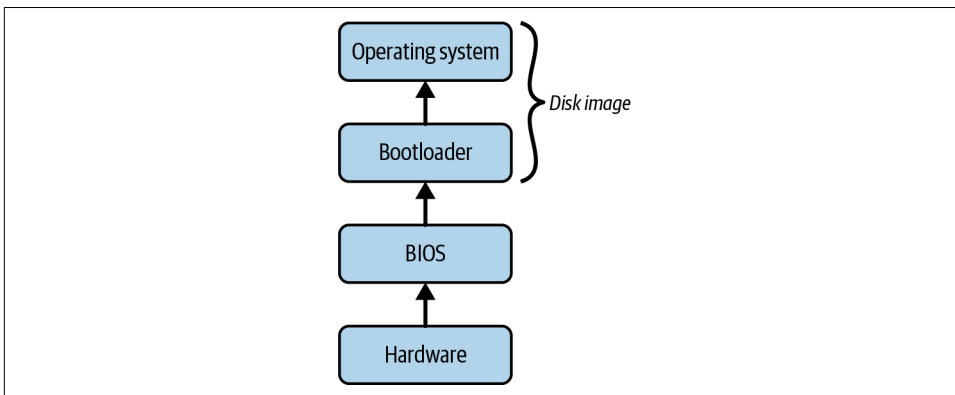 Operating system
Disk image
Bootloader
BIOS
Hardware